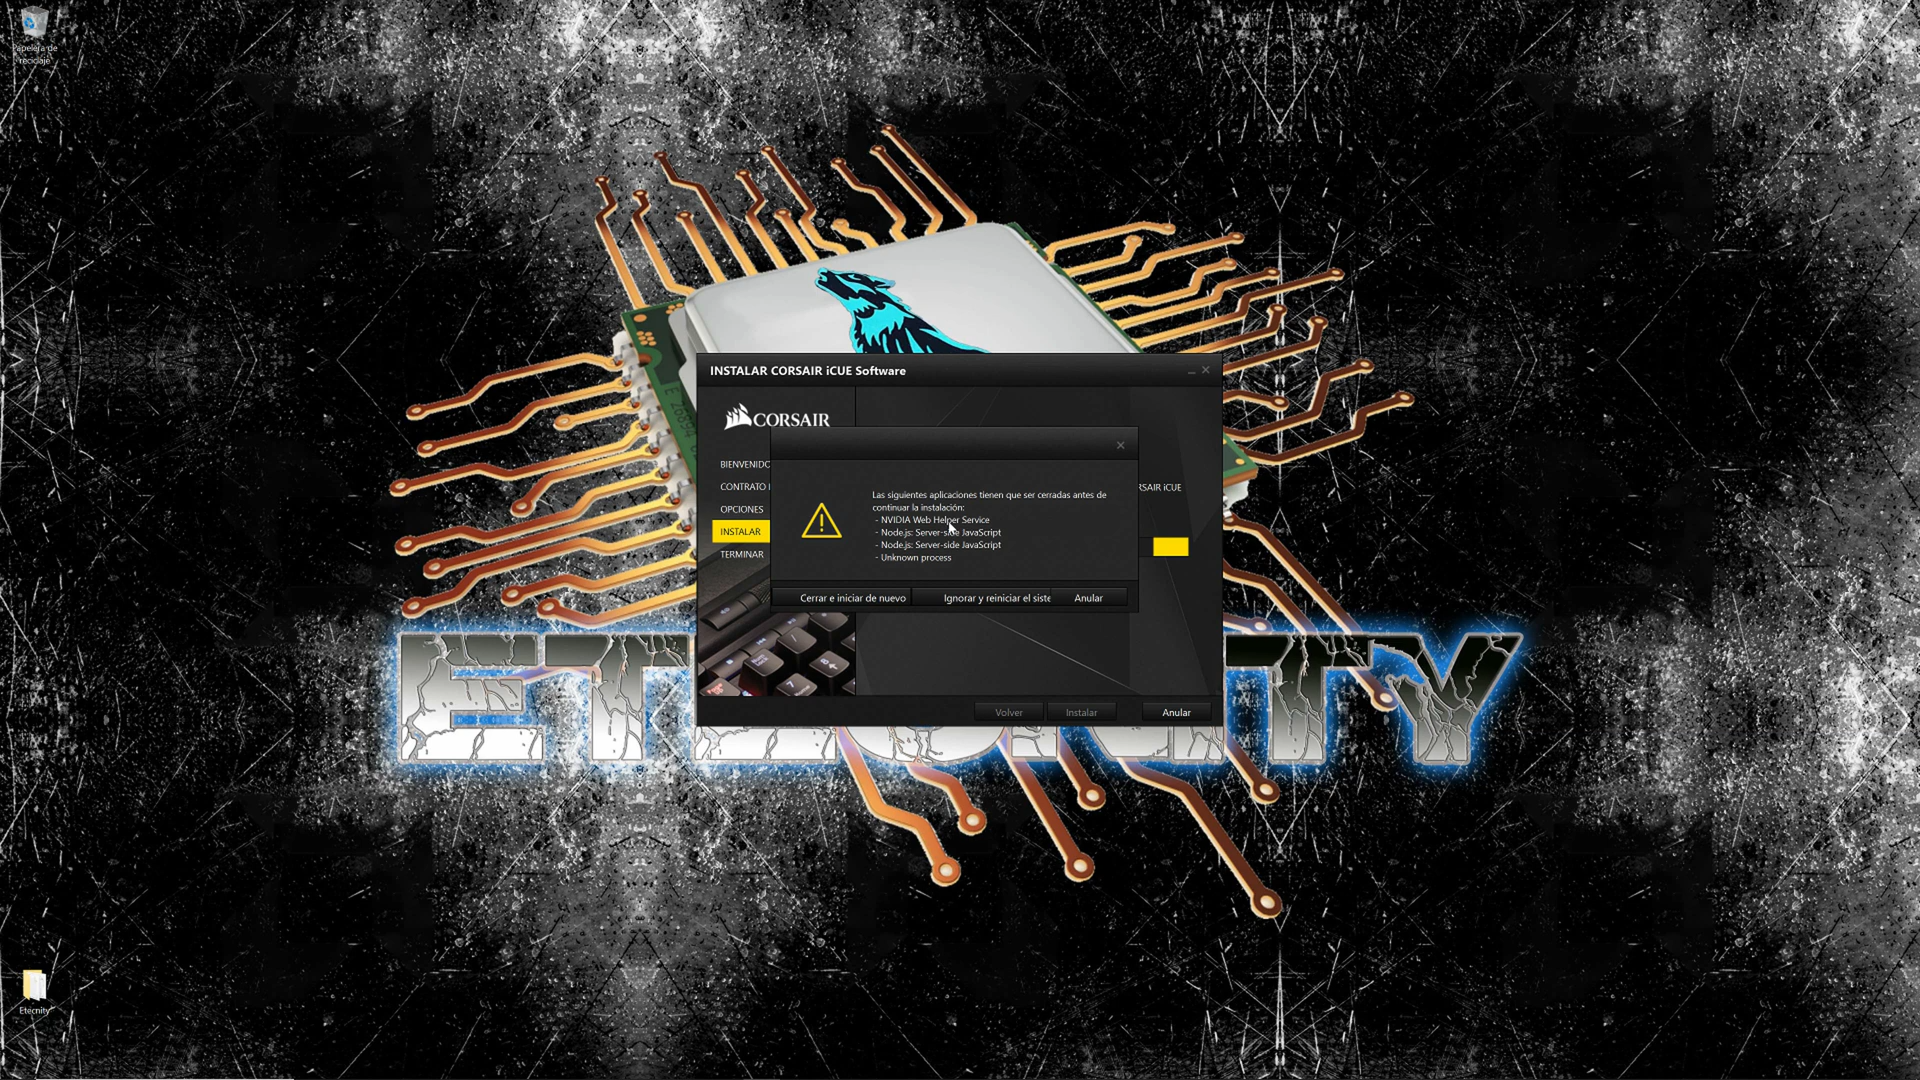 Papelera de
reciclaje
INSTALAR CORSAIR iCUE Software
CORSAIR
BIENVENIDO
CONTRATO
OPCIONES
INSTALAR
TERMINAR
RSAIR iCUE
Las siguientes aplicaciones tienen que ser cerradas antes de
continuar la instalación:
- NVIDIA Web Helper Service
- Node.js: Server-side JavaScript
- Node.js: Server-side JavaScript
- Unknown process
Cerrar e iniciar de nuevo
Ignorar y reiniciar el siste
Anular
Volver
Instalar
Anular
Etecnity